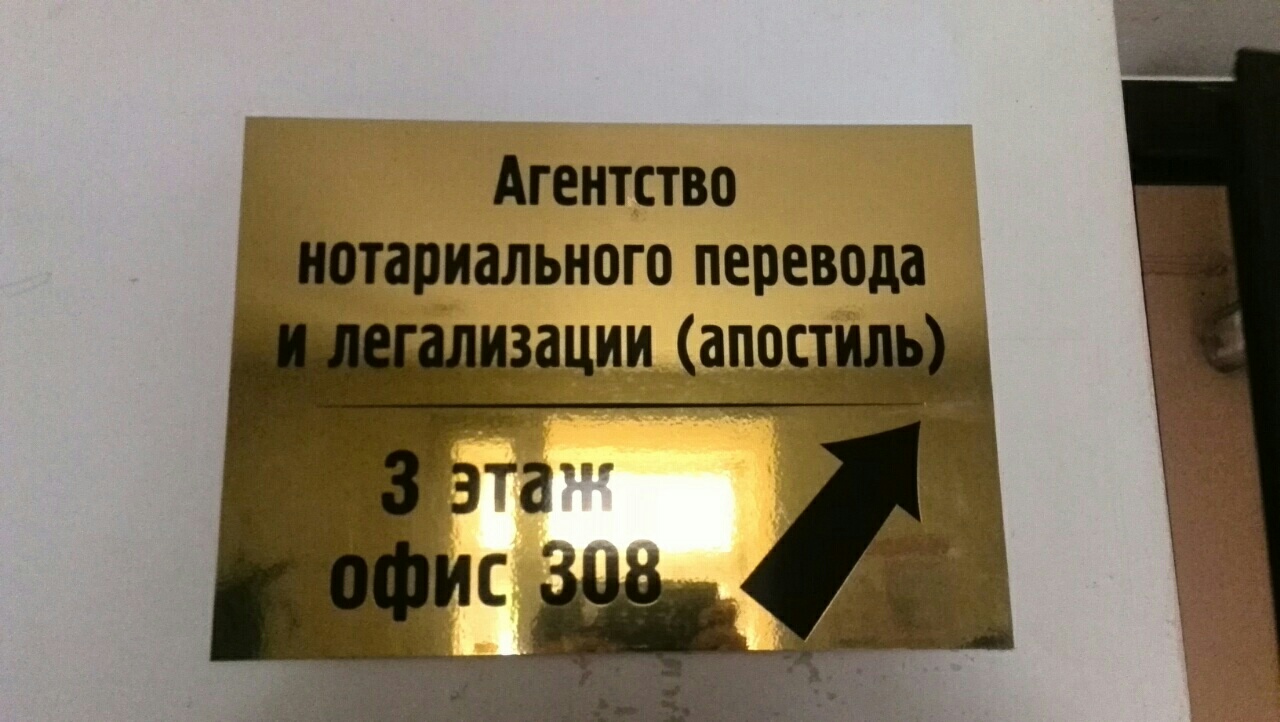 Агентство
нотариального перевода
и легализации (апостиль)
3 этаж
офис 308